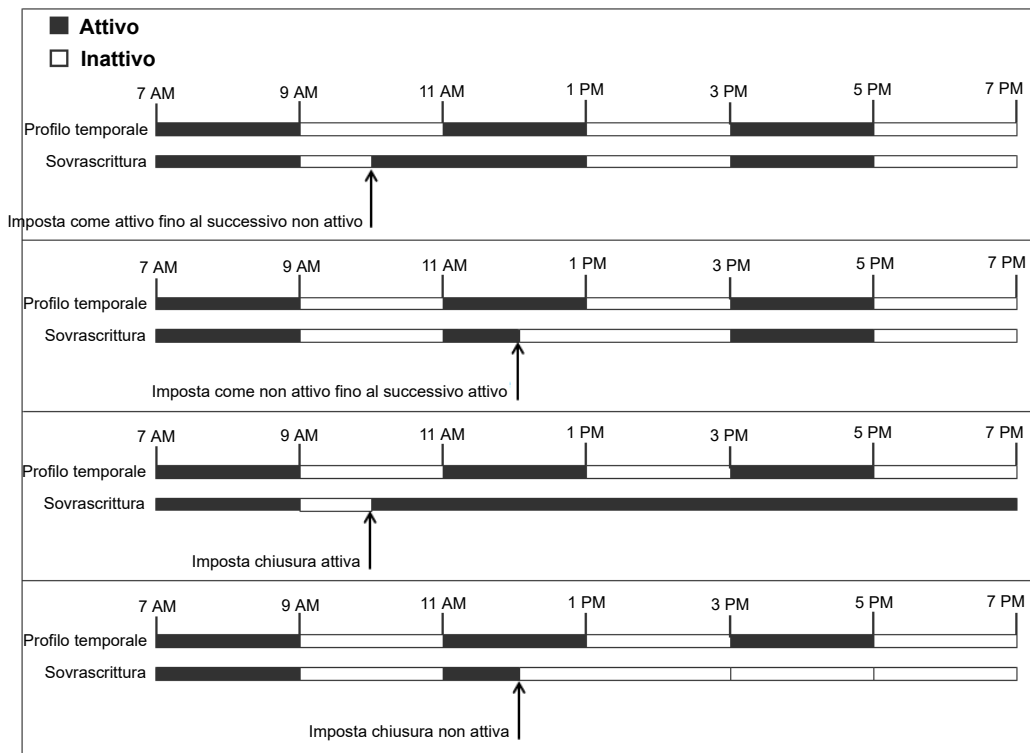 Attivo
Inattivo
7 AM 9 AM 11 AM 1 PM 3 PM 5 PM 7 PM
Profilo temporale
Sovrascrittura
Imposta come attivo fino al successivo non attivo
7 AM 9 AM 11 AM 1 PM 3 PM 5 PM 7 PM
Profilo temporale
Sovrascrittura
Imposta come non attivo fino al successivo attivo
7 AM 9 AM 11 AM 1 PM 3 PM 5 PM 7 PM
Profilo temporale
Sovrascrittura
Imposta chiusura attiva
7 AM 9 AM 11 AM 1 PM 3 PM 5 PM 7 PM
Profilo temporale
Sovrascrittura
Imposta chiusura non attiva